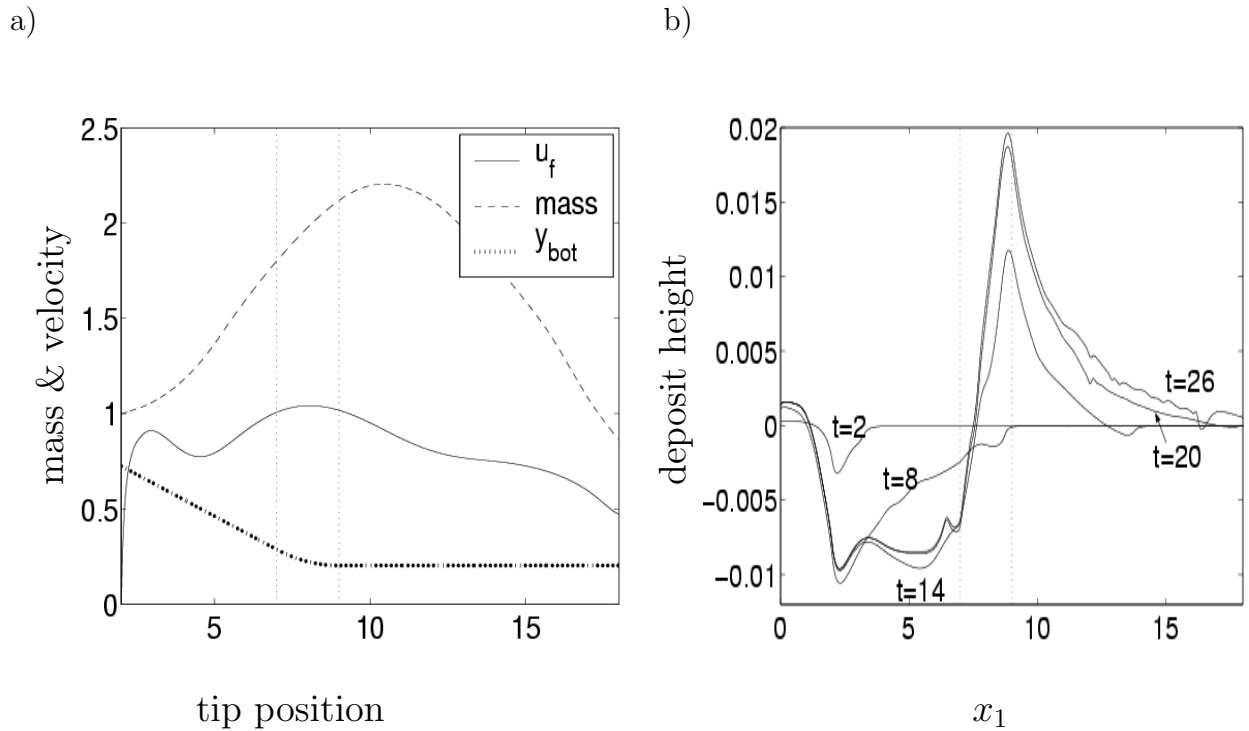 a)
mass & velocity
2.5
2
1.5
1
0.5
0
5
10
15
u_f
mass
y_bot
tip position
b)
deposit height
0.02
0.015
0.01
0.005
0
−0.005
−0.01
0
5
10
15
t=2
t=8
t=14
t=26
t=20
x_1